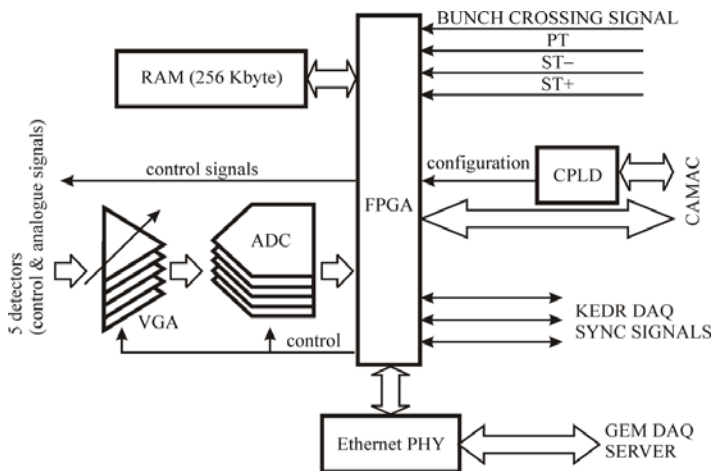 BUNCH CROSSING SIGNAL
PT
ST−
ST+
RAM (256 Kbyte)
control signals
configuration
CPLD
CAMAC
FPGA
ADC
VGA
5 detectors
(control & analogue signals)
control
KEDR DAQ
SYNC SIGNALS
Ethernet PHY
GEM DAQ
SERVER